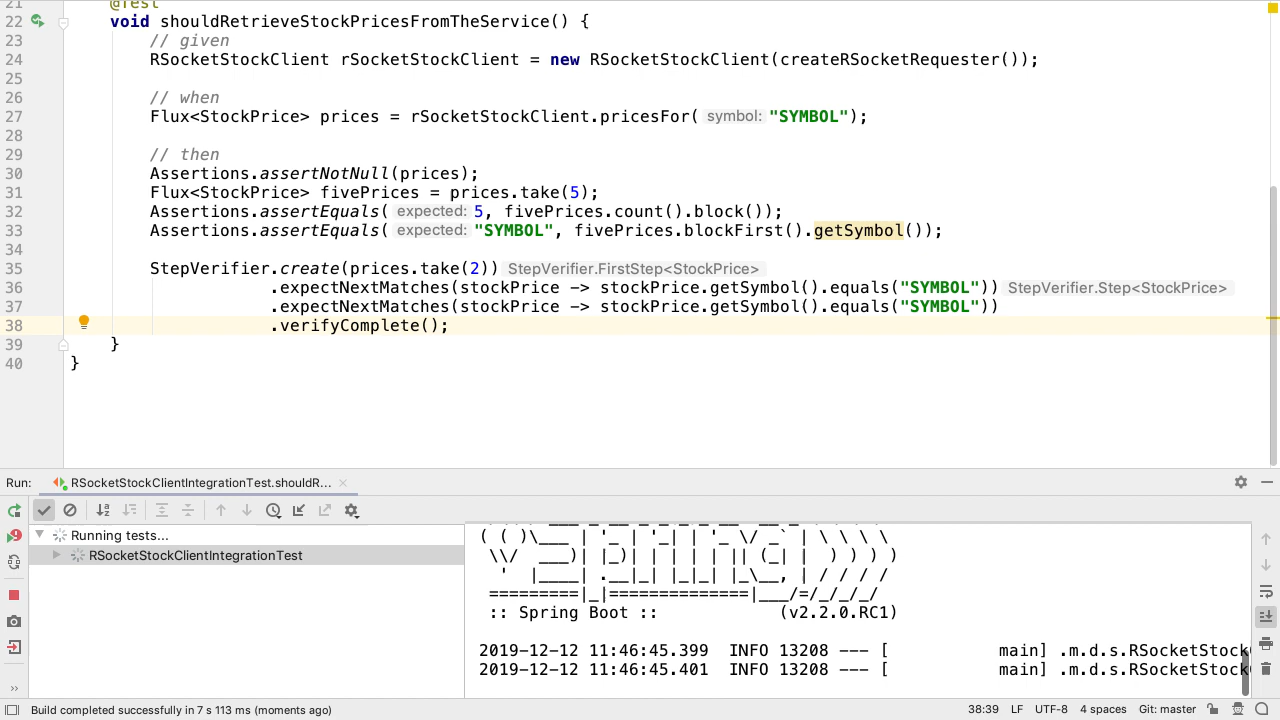 21 @Test
22 void shouldRetrieveStockPricesFromTheService() {
23 // given
24 RSocketStockClient rSocketStockClient = new RSocketStockClient(createRSocketRequester());
25
26 // when
27 Flux<StockPrice> prices = rSocketStockClient.pricesFor( symbol: "SYMBOL");
28
29 // then
30 Assertions.assertNotNull(prices);
31 Flux<StockPrice> fivePrices = prices.take(5);
32 Assertions.assertEquals( expected: 5, fivePrices.count().block());
33 Assertions.assertEquals( expected: "SYMBOL", fivePrices.blockFirst().getSymbol());
34
35 StepVerifier.create(prices.take(2)) StepVerifier.FirstStep<StockPrice>
36 .expectNextMatches(stockPrice -> stockPrice.getSymbol().equals("SYMBOL")) StepVerifier.Step<StockPrice>
37 .expectNextMatches(stockPrice -> stockPrice.getSymbol().equals("SYMBOL"))
38 .verifyComplete();
39 }
40 }
Run: RSocketStockClientIntegrationTest.shouldR...
Running tests...
RSocketStockClientIntegrationTest
( ( )\___ | '_ | '_| | '_ \/ _` | \ \ \ \
\\/  ___)| |_)| | | | | || (_| |  ) ) ) )
'  |____| .__|_| |_|_| |_\__, | / / / /
=========|_|==============|___/=/_/_/_/
:: Spring Boot :: (v2.2.0.RC1)
2019-12-12 11:46:45.399 INFO 13208 --- [ main] .m.d.s.RSocketStock
2019-12-12 11:46:45.401 INFO 13208 --- [ main] .m.d.s.RSocketStock
Build completed successfully in 7 s 113 ms (moments ago) 38:39 LF UTF-8 4 spaces Git: master